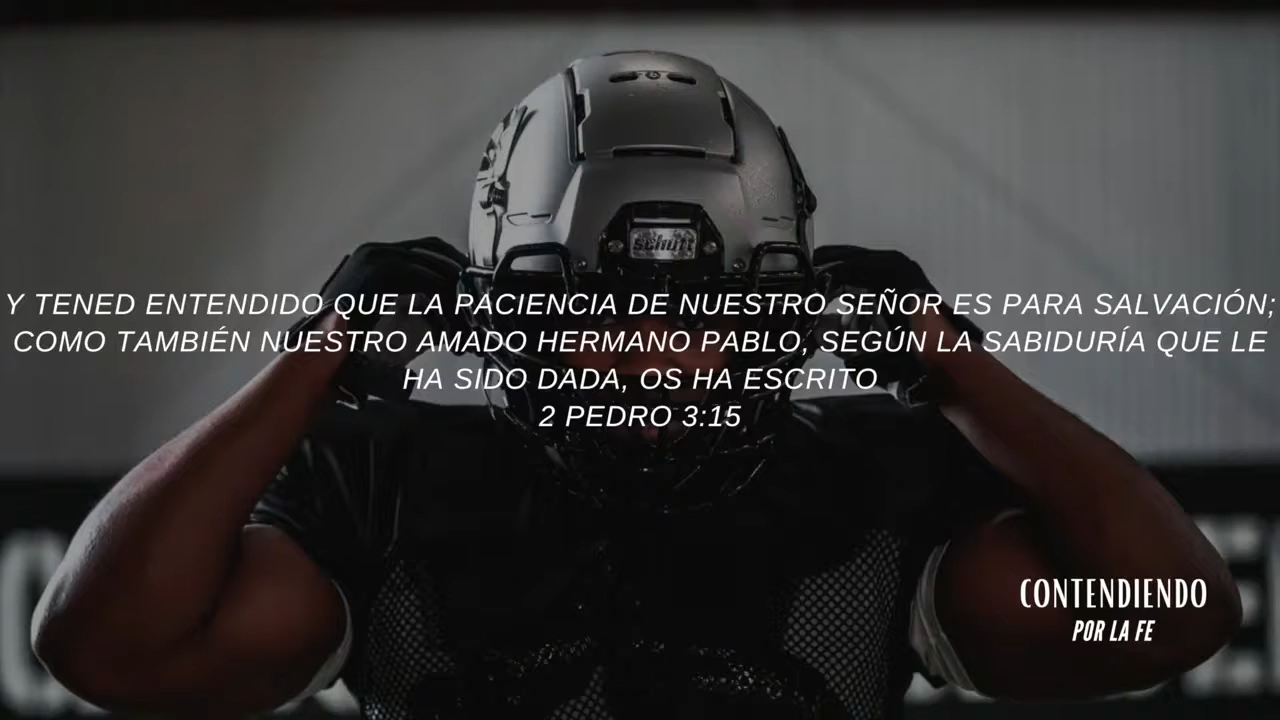 schutt
Y TENED ENTENDIDO QUE LA PACIENCIA DE NUESTRO SEÑOR ES PARA SALVACIÓN;
COMO TAMBIÉN NUESTRO AMADO HERMANO PABLO, SEGÚN LA SABIDURÍA QUE LE
HA SIDO DADA, OS HA ESCRITO
2 PEDRO 3:15
CONTENDIENDO
POR LA FE